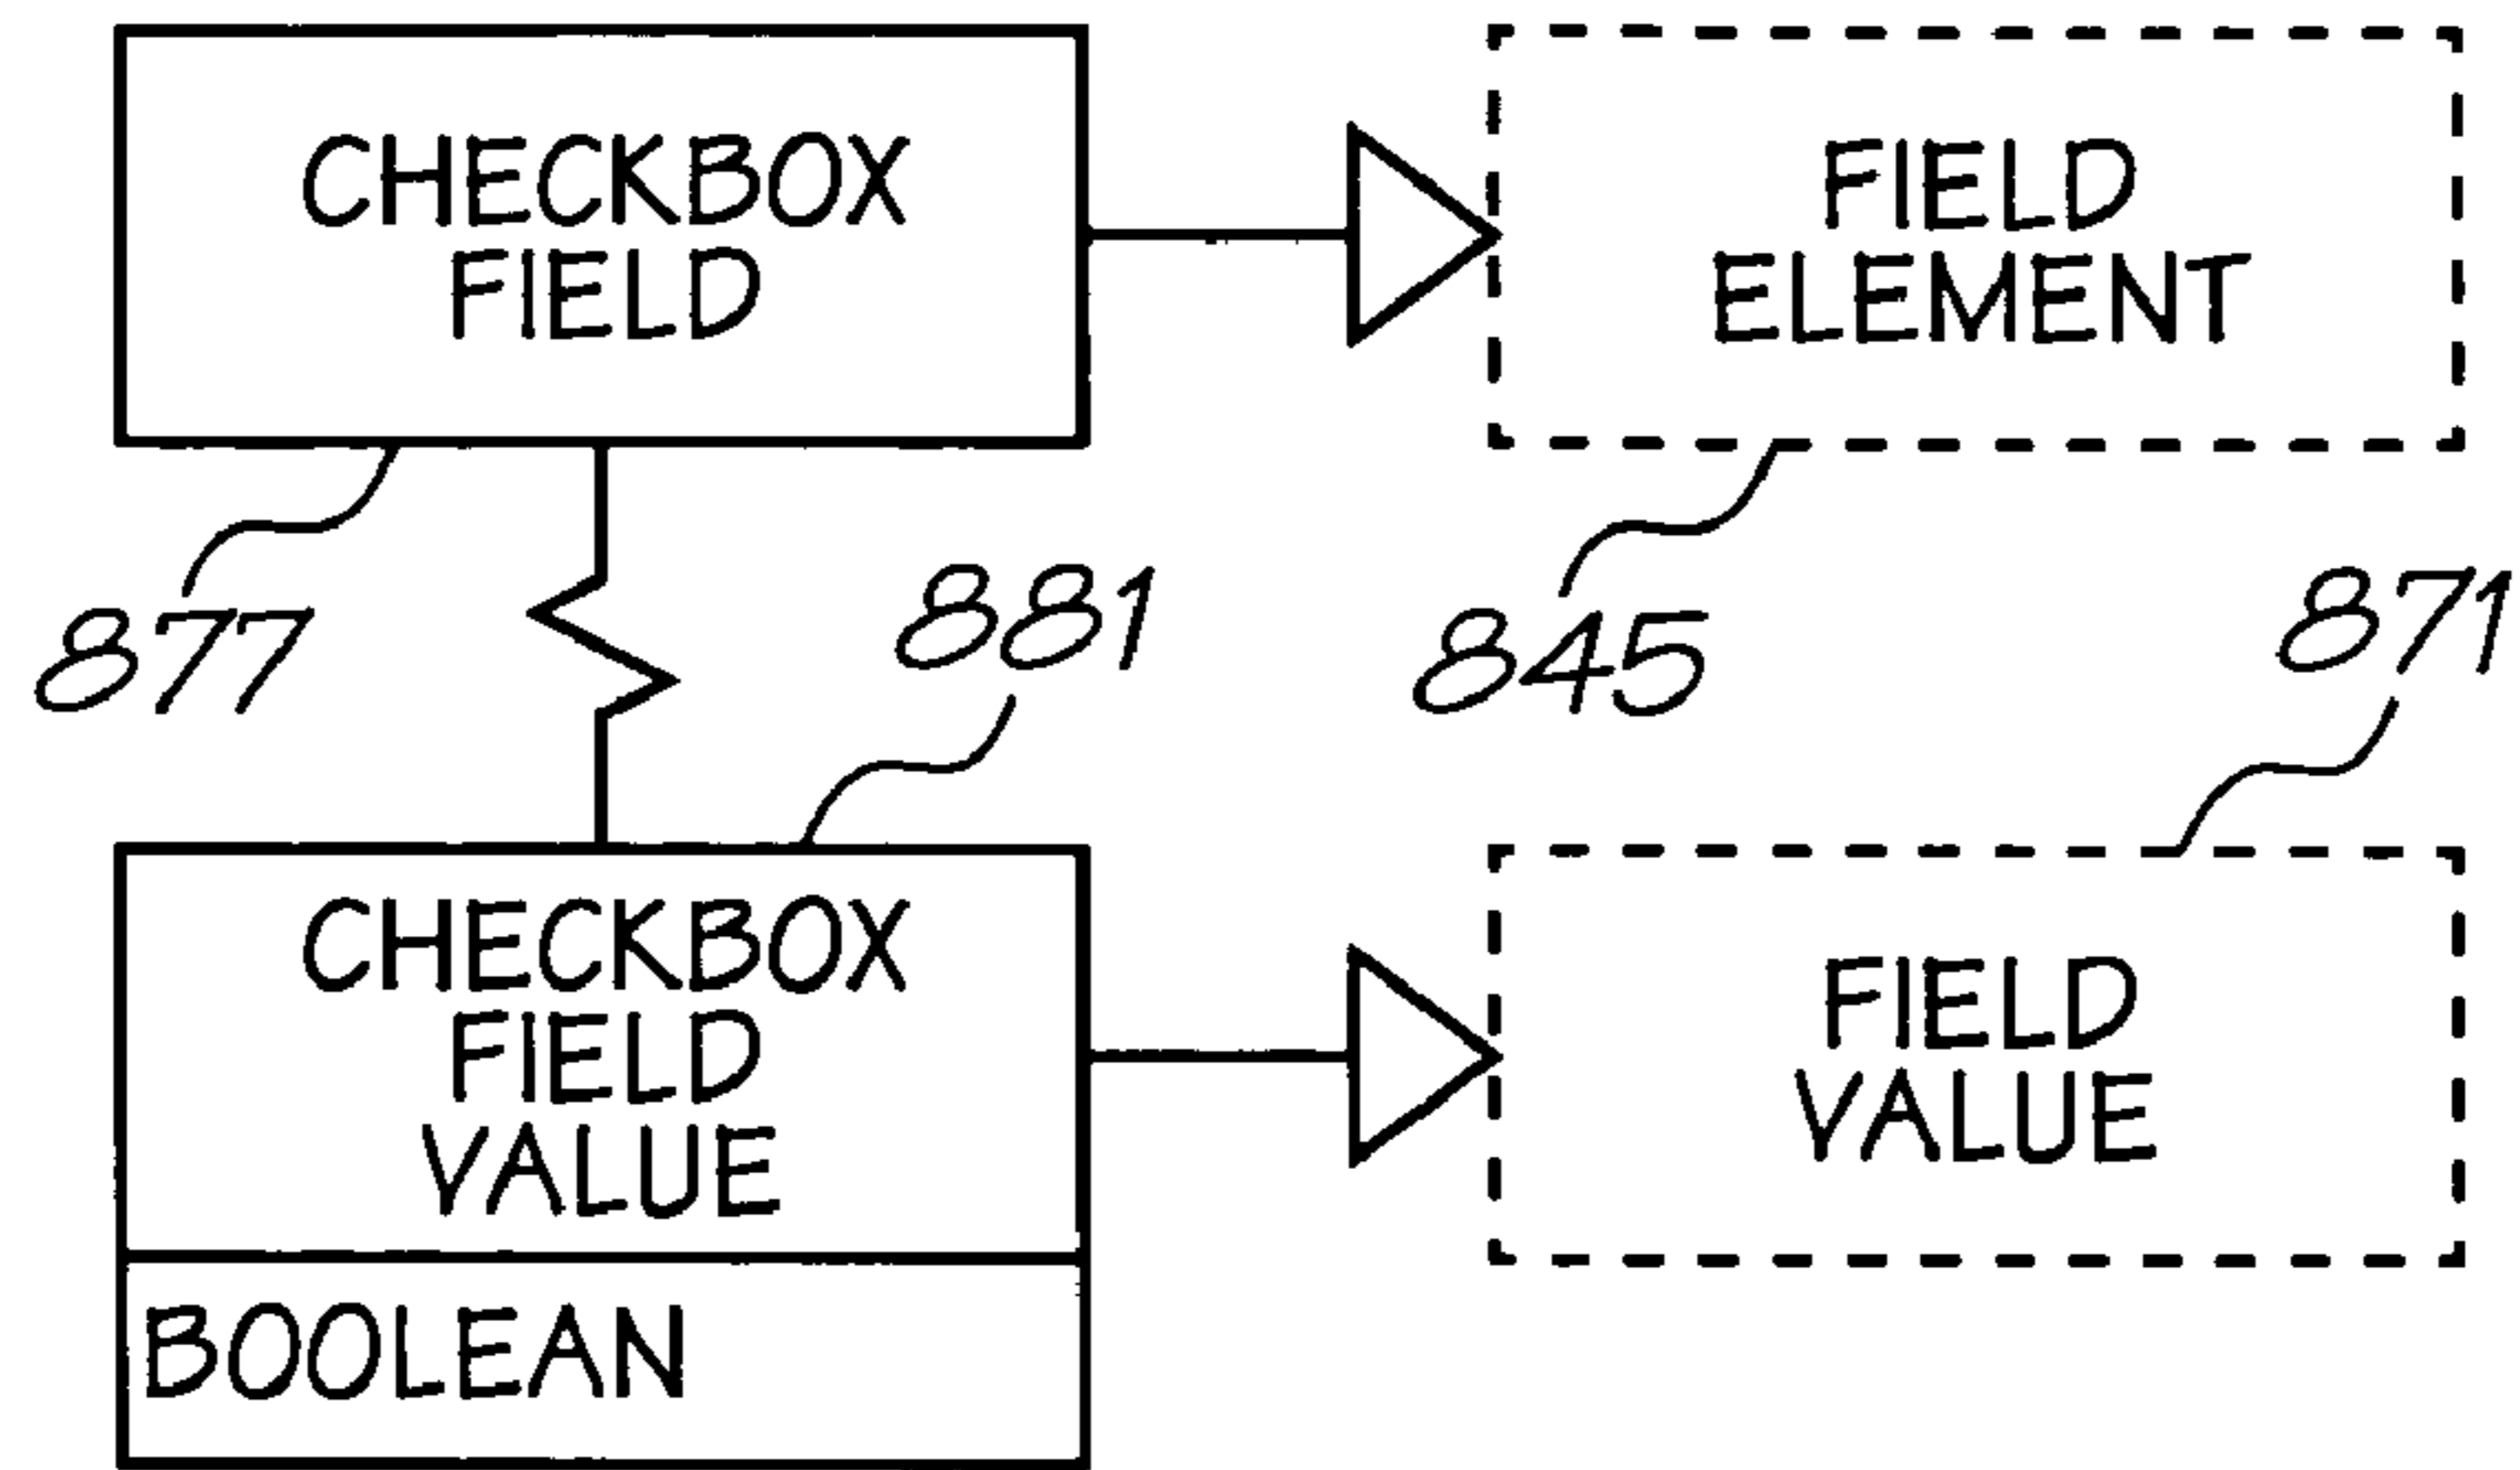 CHECKBOX
FIELD
FIELD
ELEMENT
877
881
845
871
CHECKBOX
FIELD
VALUE
FIELD
VALUE
BOOLEAN